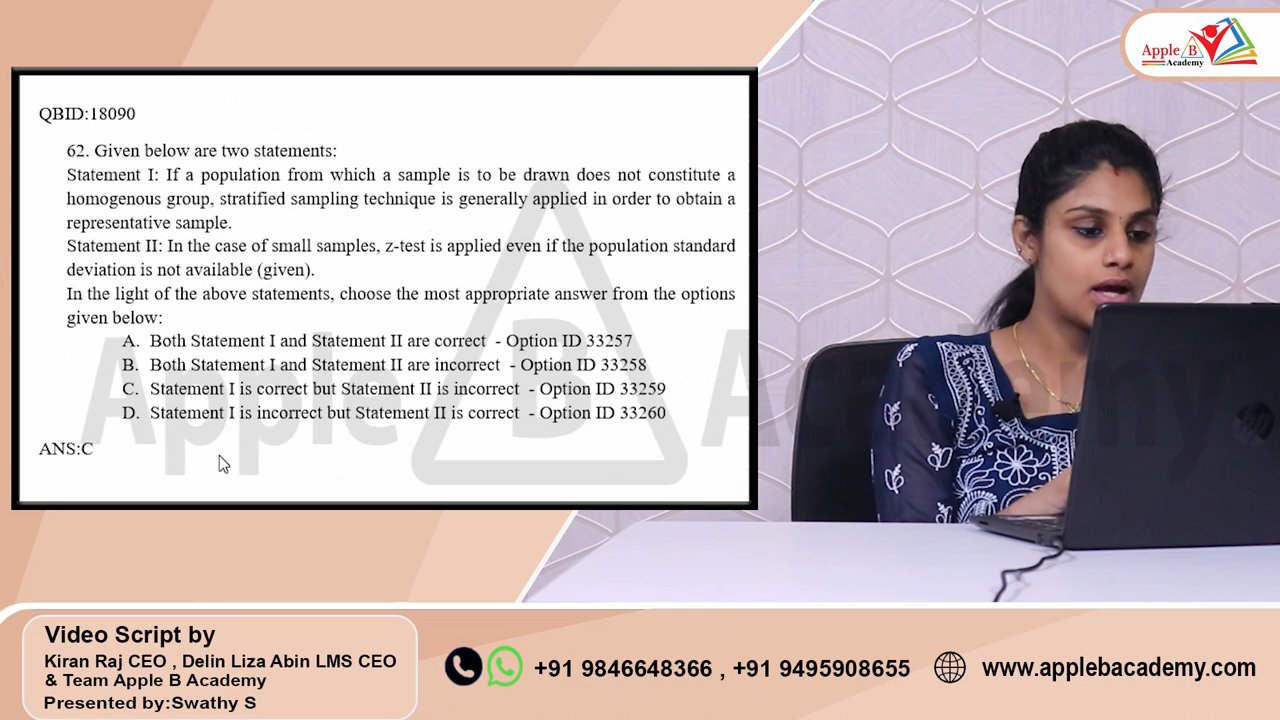 Apple B
Academy
QBID:18090
62. Given below are two statements:
Statement I: If a population from which a sample is to be drawn does not constitute a
homogenous group, stratified sampling technique is generally applied in order to obtain a
representative sample.
Statement II: In the case of small samples, z-test is applied even if the population standard
deviation is not available (given).
In the light of the above statements, choose the most appropriate answer from the options
given below:
A. Both Statement I and Statement II are correct - Option ID 33257
B. Both Statement I and Statement II are incorrect - Option ID 33258
C. Statement I is correct but Statement II is incorrect - Option ID 33259
D. Statement I is incorrect but Statement II is correct - Option ID 33260
ANS:C
Apple B Academy
Video Script by
Kiran Raj CEO , Delin Liza Abin LMS CEO
& Team Apple B Academy
Presented by:Swathy S
+91 9846648366 , +91 9495908655
www.applebacademy.com